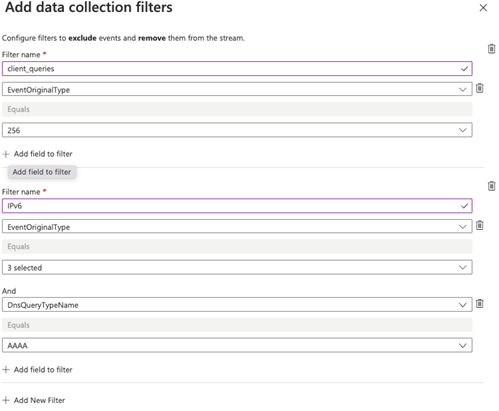 Add data collection filters
Configure filters to exclude events and remove them from the stream.
Filter name *
client_queries
EventOriginalType
Equals
256
+ Add field to filter
Add field to filter
Filter name *
IPv6
EventOriginalType
Equals
3 selected
And
DnsQueryTypeName
Equals
AAAA
+ Add field to filter
+ Add New Filter